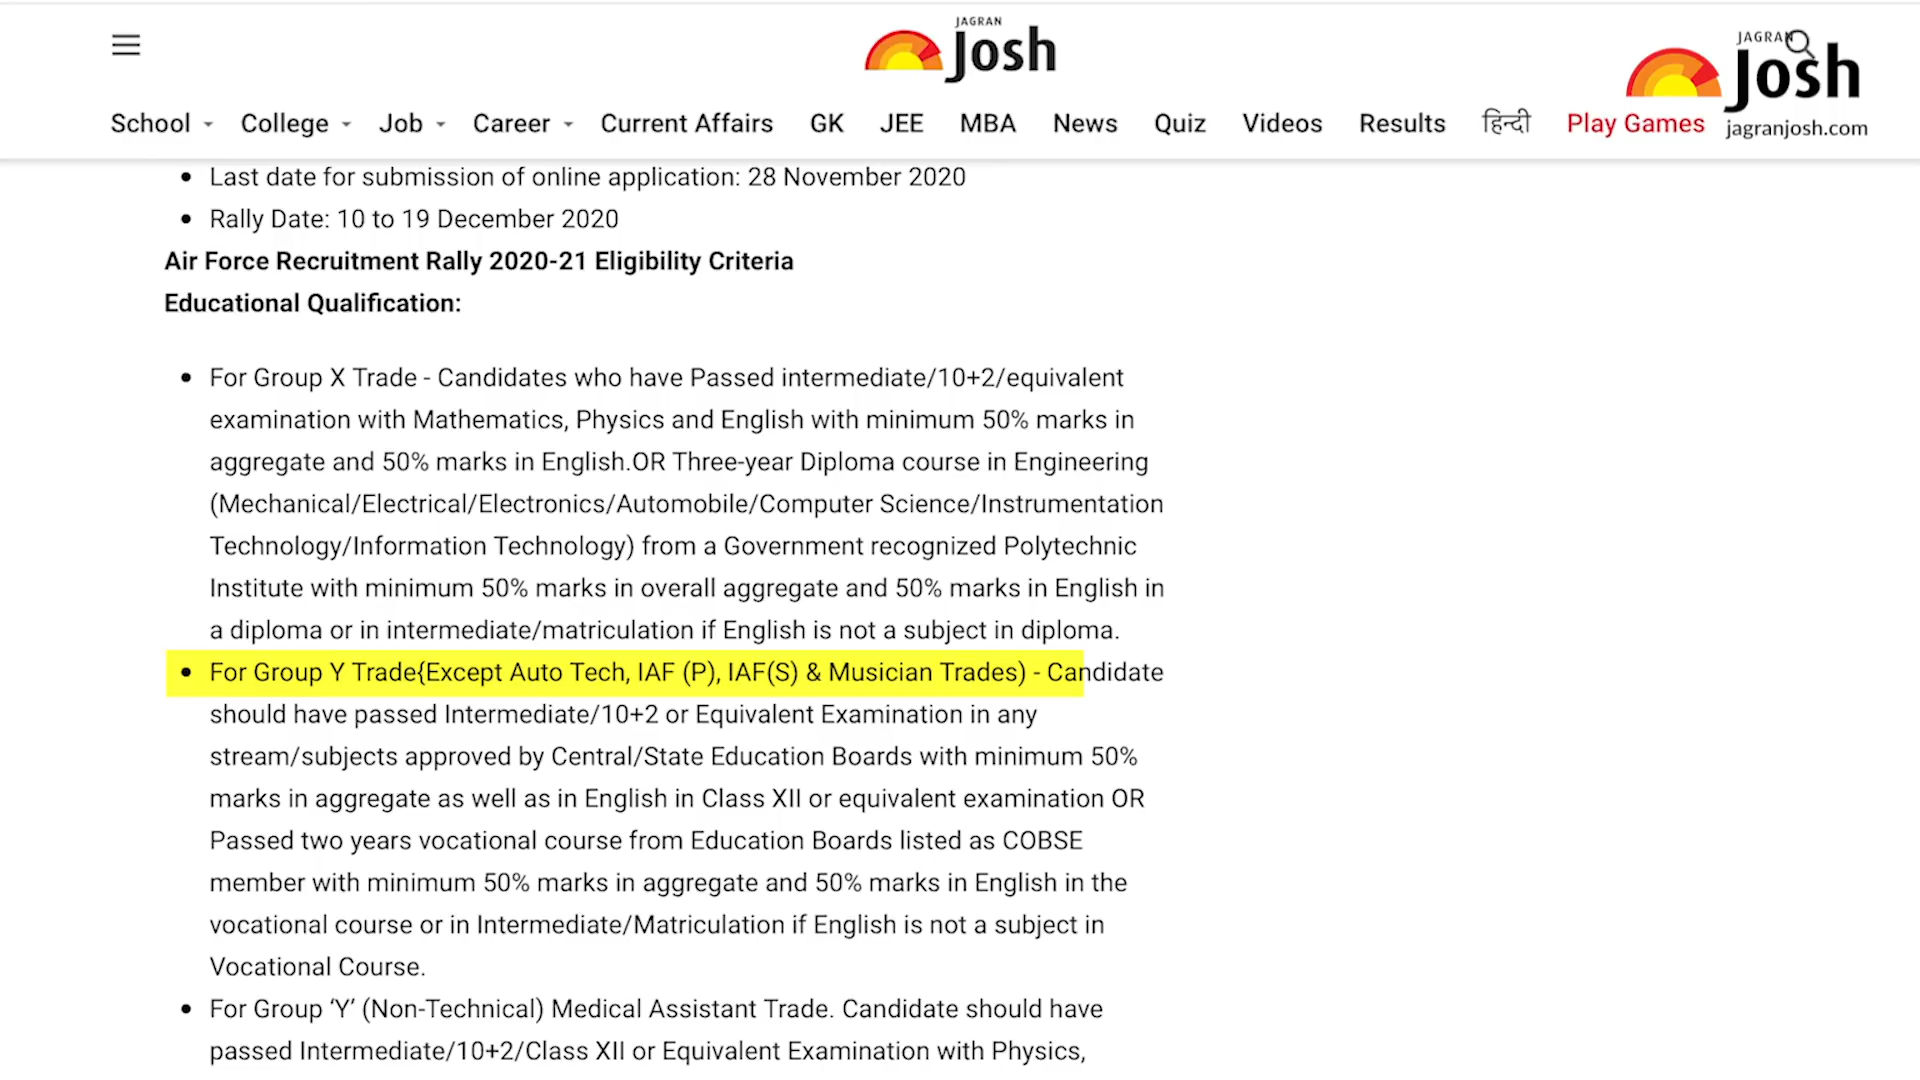 JAGRAN
Josh
JAGRAN
Josh
jagranjosh.com
School College Job Career Current Affairs GK JEE MBA News Quiz Videos Results हिन्दी Play Games
Last date for submission of online application: 28 November 2020
Rally Date: 10 to 19 December 2020
Air Force Recruitment Rally 2020-21 Eligibility Criteria
Educational Qualification:
For Group X Trade - Candidates who have Passed intermediate/10+2/equivalent
examination with Mathematics, Physics and English with minimum 50% marks in
aggregate and 50% marks in English.OR Three-year Diploma course in Engineering
(Mechanical/Electrical/Electronics/Automobile/Computer Science/Instrumentation
Technology/Information Technology) from a Government recognized Polytechnic
Institute with minimum 50% marks in overall aggregate and 50% marks in English in
a diploma or in intermediate/matriculation if English is not a subject in diploma.
For Group Y Trade{Except Auto Tech, IAF (P), IAF(S) & Musician Trades) - Candidate
should have passed Intermediate/10+2 or Equivalent Examination in any
stream/subjects approved by Central/State Education Boards with minimum 50%
marks in aggregate as well as in English in Class XII or equivalent examination OR
Passed two years vocational course from Education Boards listed as COBSE
member with minimum 50% marks in aggregate and 50% marks in English in the
vocational course or in Intermediate/Matriculation if English is not a subject in
Vocational Course.
For Group ‘Y’ (Non-Technical) Medical Assistant Trade. Candidate should have
passed Intermediate/10+2/Class XII or Equivalent Examination with Physics,